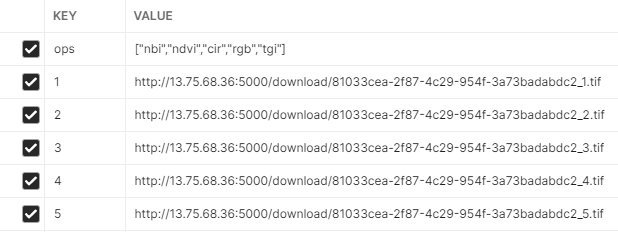 KEY VALUE
ops ["nbi","ndvi","cir","rgb","tgi"]
1 http://13.75.68.36:5000/download/81033cea-2f87-4c29-954f-3a73badabdc2_1.tif
2 http://13.75.68.36:5000/download/81033cea-2f87-4c29-954f-3a73badabdc2_2.tif
3 http://13.75.68.36:5000/download/81033cea-2f87-4c29-954f-3a73badabdc2_3.tif
4 http://13.75.68.36:5000/download/81033cea-2f87-4c29-954f-3a73badabdc2_4.tif
5 http://13.75.68.36:5000/download/81033cea-2f87-4c29-954f-3a73badabdc2_5.tif